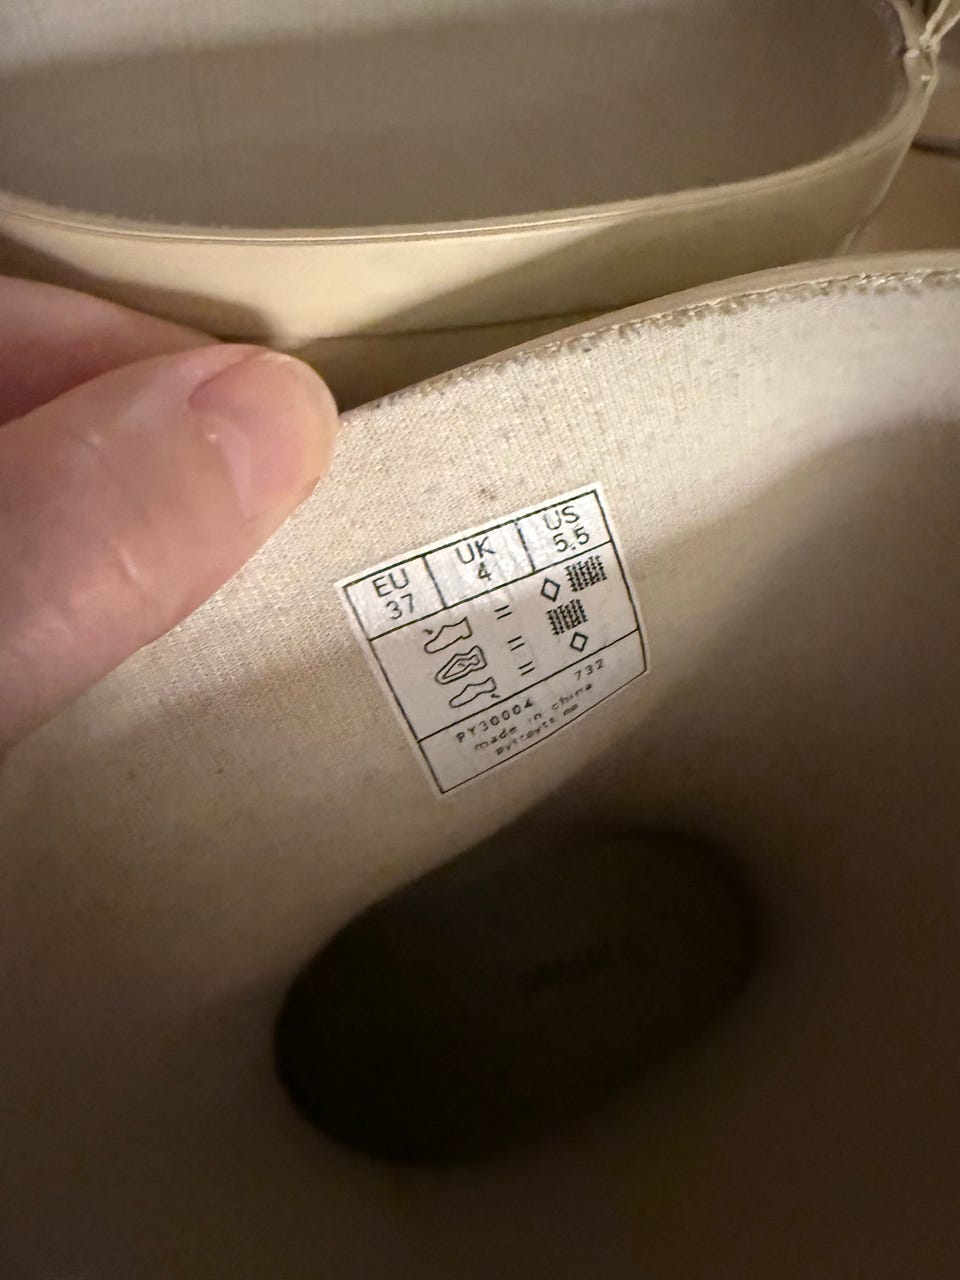 EU UK US
37 4 5.5
=
=
=
PY30004 732
made in china